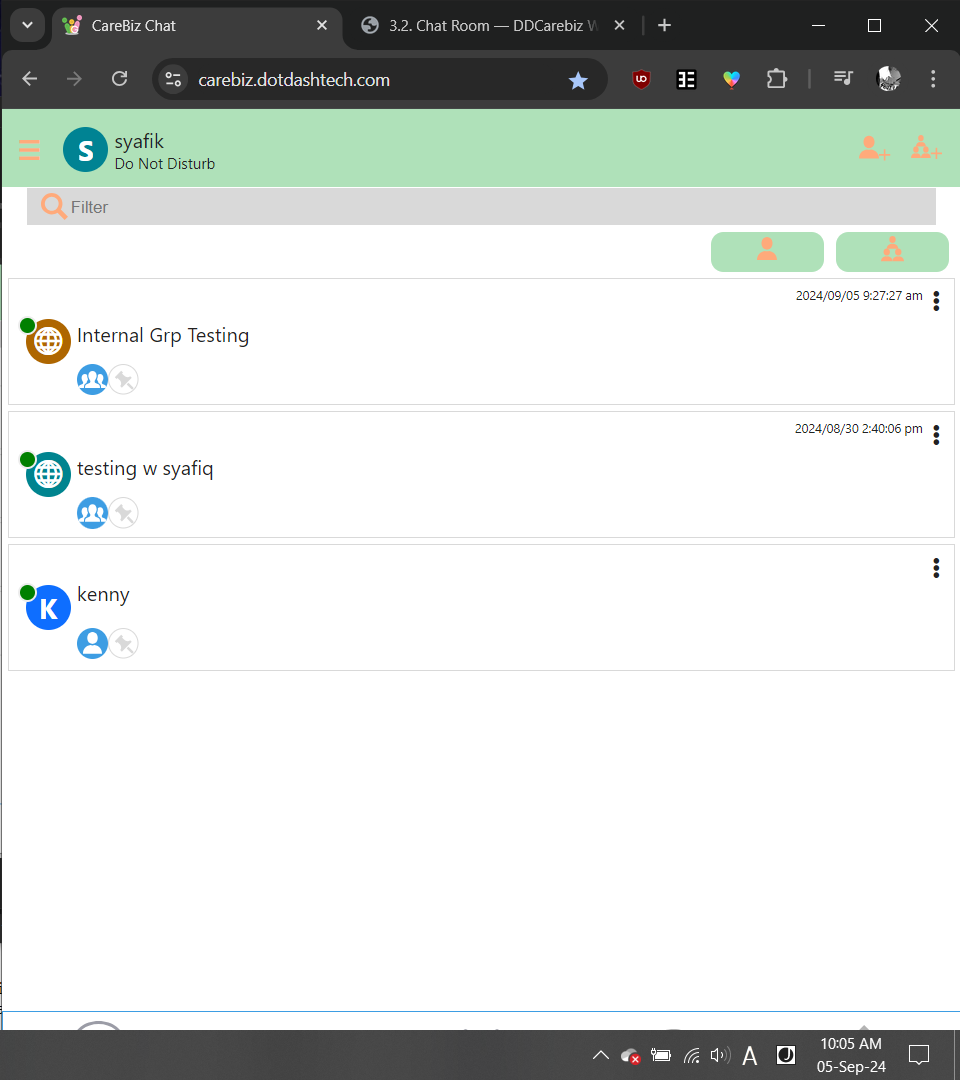 CareBiz Chat
3.2. Chat Room — DDCarebiz W
carebiz.dotdashtech.com
S
syafik
Do Not Disturb
Filter
2024/09/05 9:27:27 am
Internal Grp Testing
2024/08/30 2:40:06 pm
testing w syafiq
K
kenny
A
J
10:05 AM
05-Sep-24